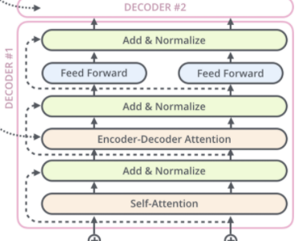 DECODER #2
DECODER #1
Add & Normalize
Feed Forward Feed Forward
Add & Normalize
Encoder-Decoder Attention
Add & Normalize
Self-Attention